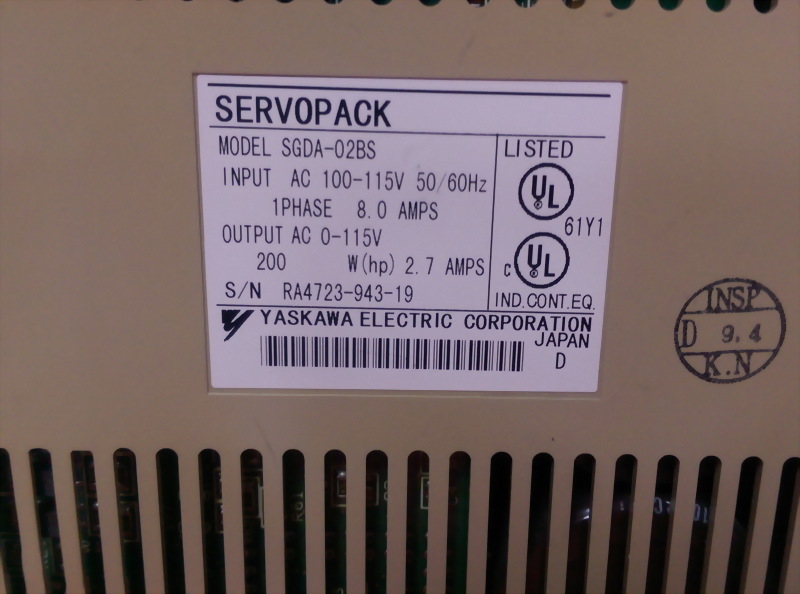 SERVOPACK
MODEL SGDA-02BS
INPUT AC 100-115V 50/60Hz
1PHASE 8.0 AMPS
OUTPUT AC 0-115V
200 W(hp) 2.7 AMPS
S/N RA4723-943-19
LISTED
UL
61Y1
c UL
IND.CONT.EQ.
YASKAWA ELECTRIC CORPORATION
JAPAN
D
INSP
D 9.4
K.N